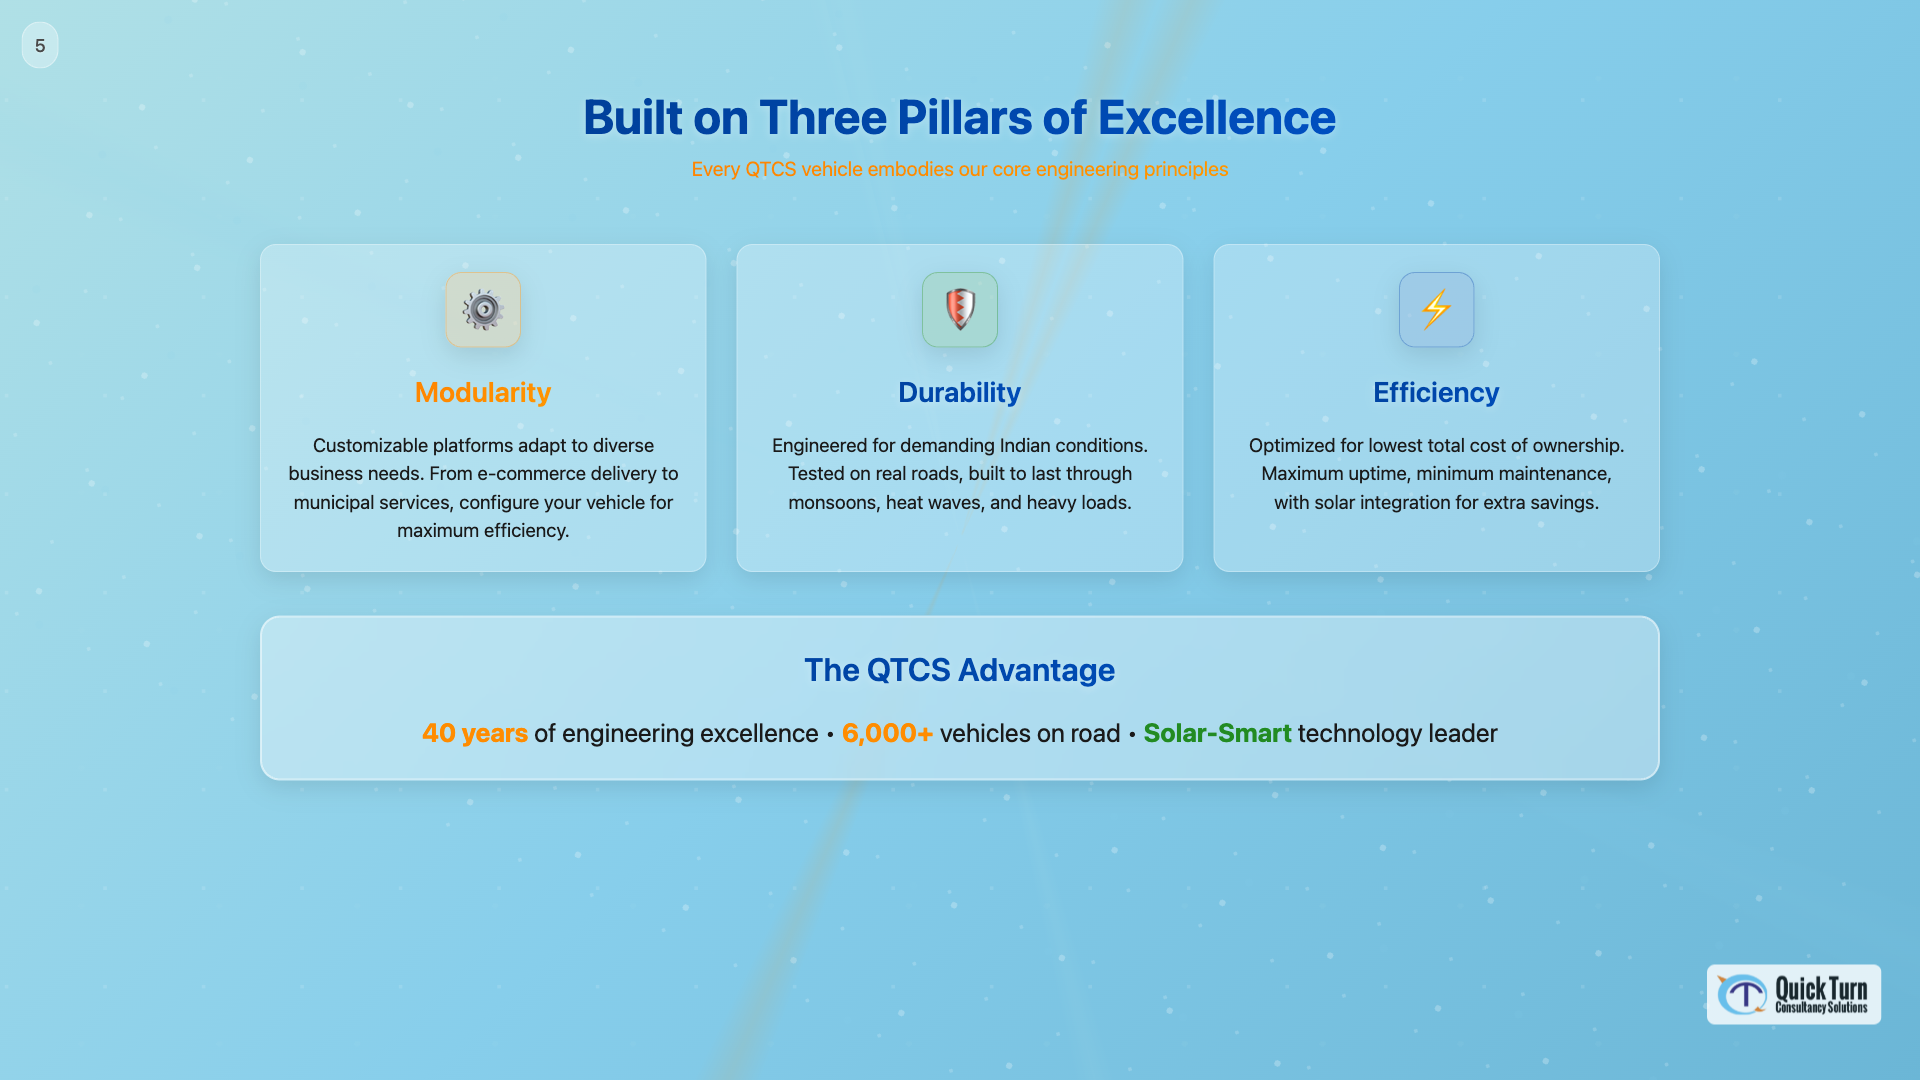 5
Built on Three Pillars of Excellence
Every QTCS vehicle embodies our core engineering principles
Modularity
Customizable platforms adapt to diverse
business needs. From e-commerce delivery to
municipal services, configure your vehicle for
maximum efficiency.
Durability
Engineered for demanding Indian conditions.
Tested on real roads, built to last through
monsoons, heat waves, and heavy loads.
Efficiency
Optimized for lowest total cost of ownership.
Maximum uptime, minimum maintenance,
with solar integration for extra savings.
The QTCS Advantage
40 years of engineering excellence • 6,000+ vehicles on road • Solar-Smart technology leader
Quick Turn
Consultancy Solutions